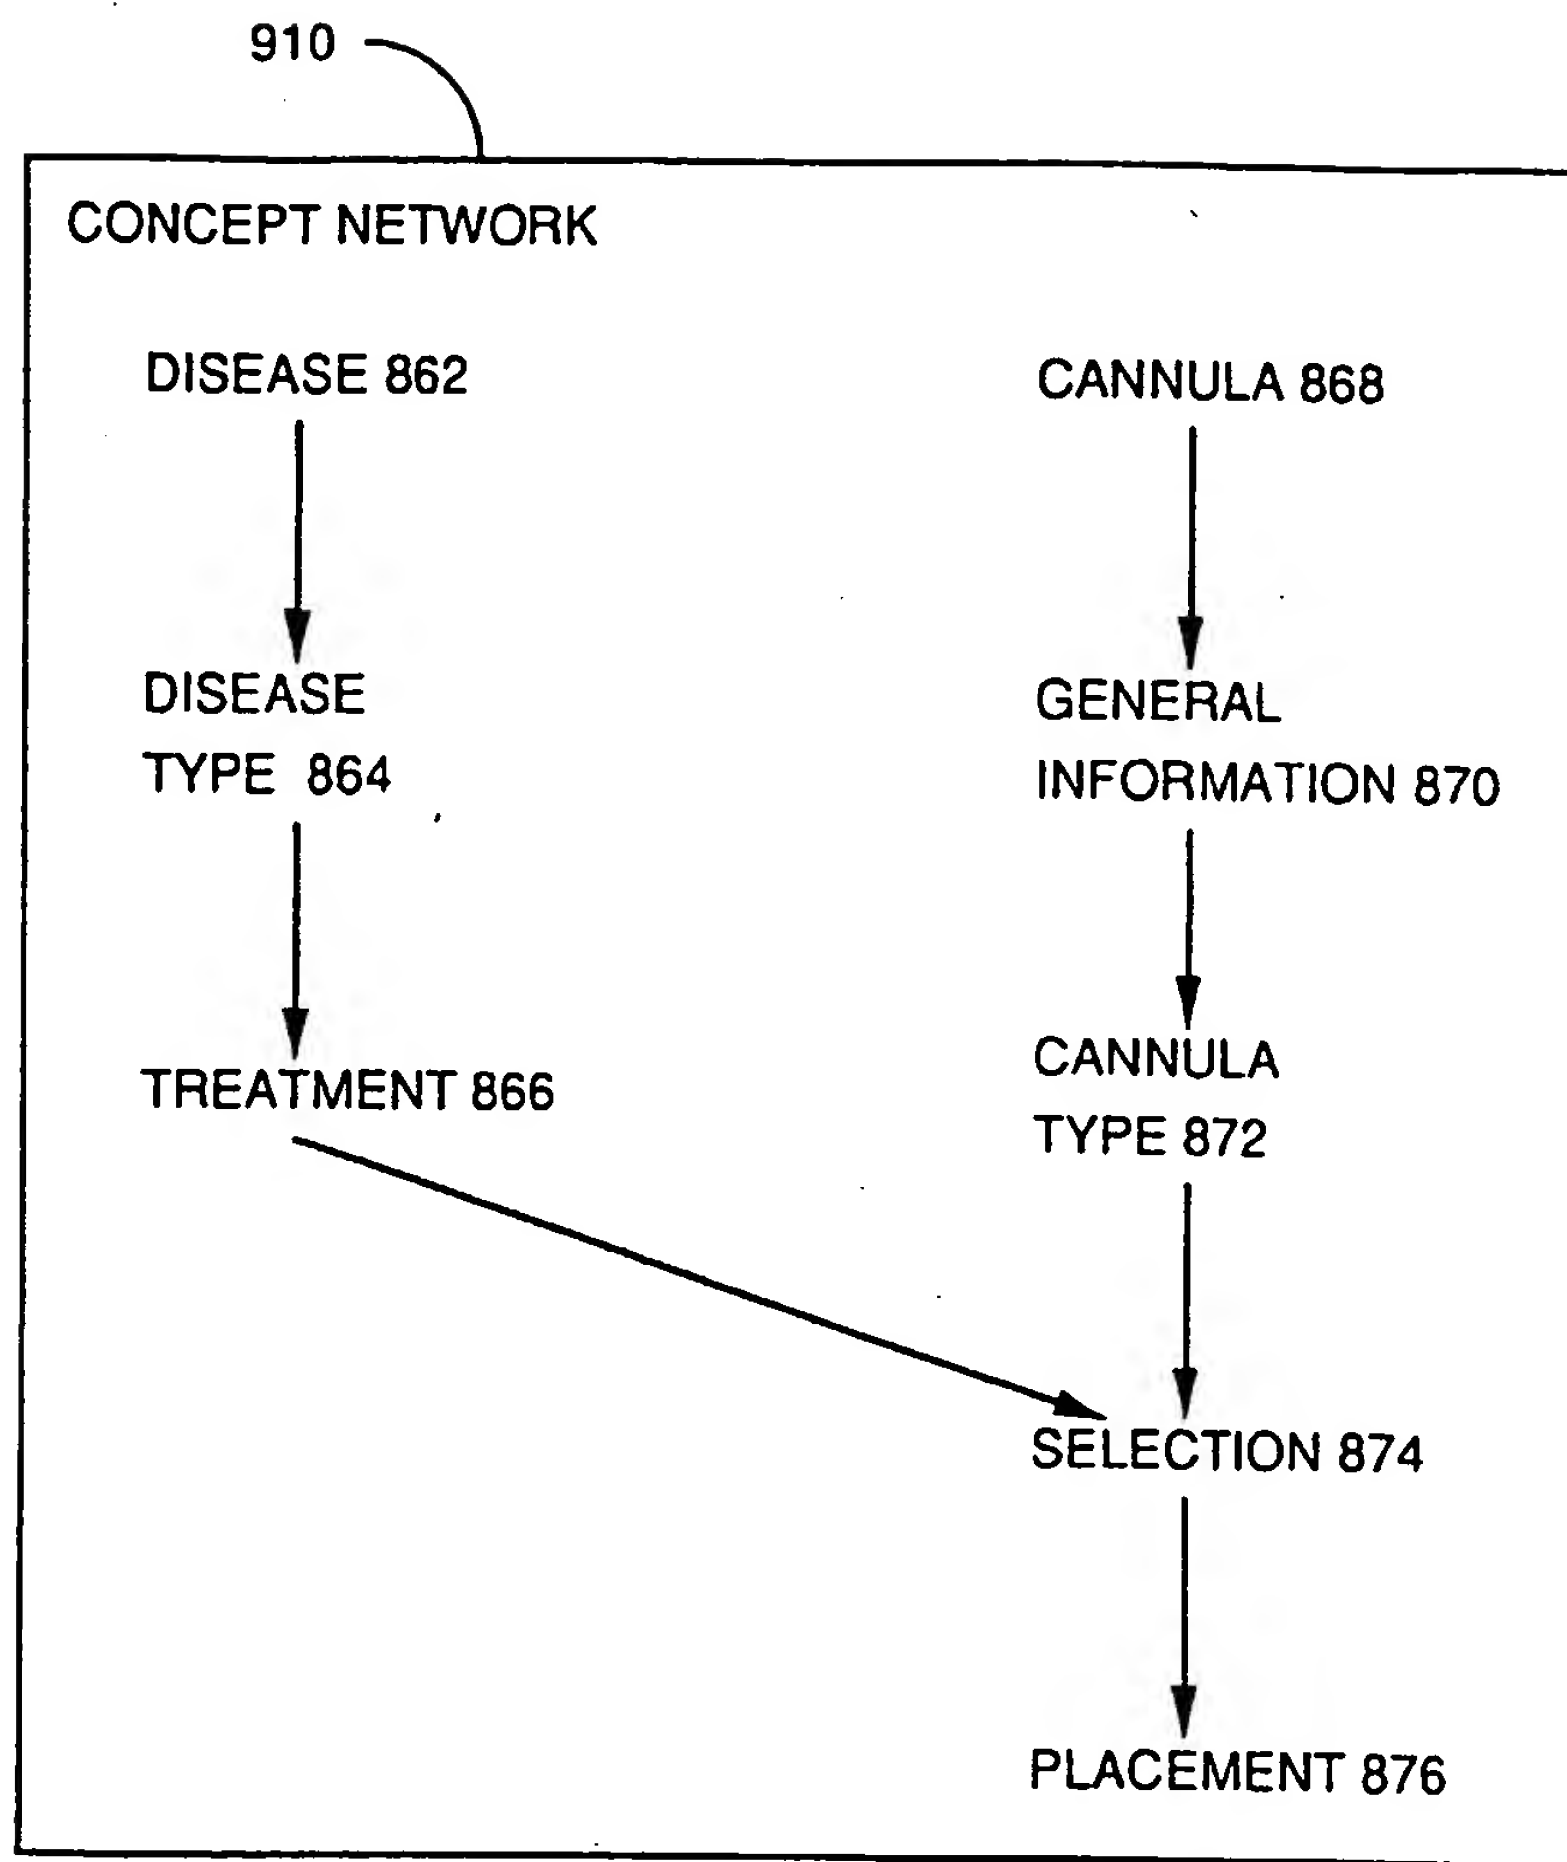 910
CONCEPT NETWORK
DISEASE 862
DISEASE
TYPE 864
TREATMENT 866
CANNULA 868
GENERAL
INFORMATION 870
CANNULA
TYPE 872
SELECTION 874
PLACEMENT 876